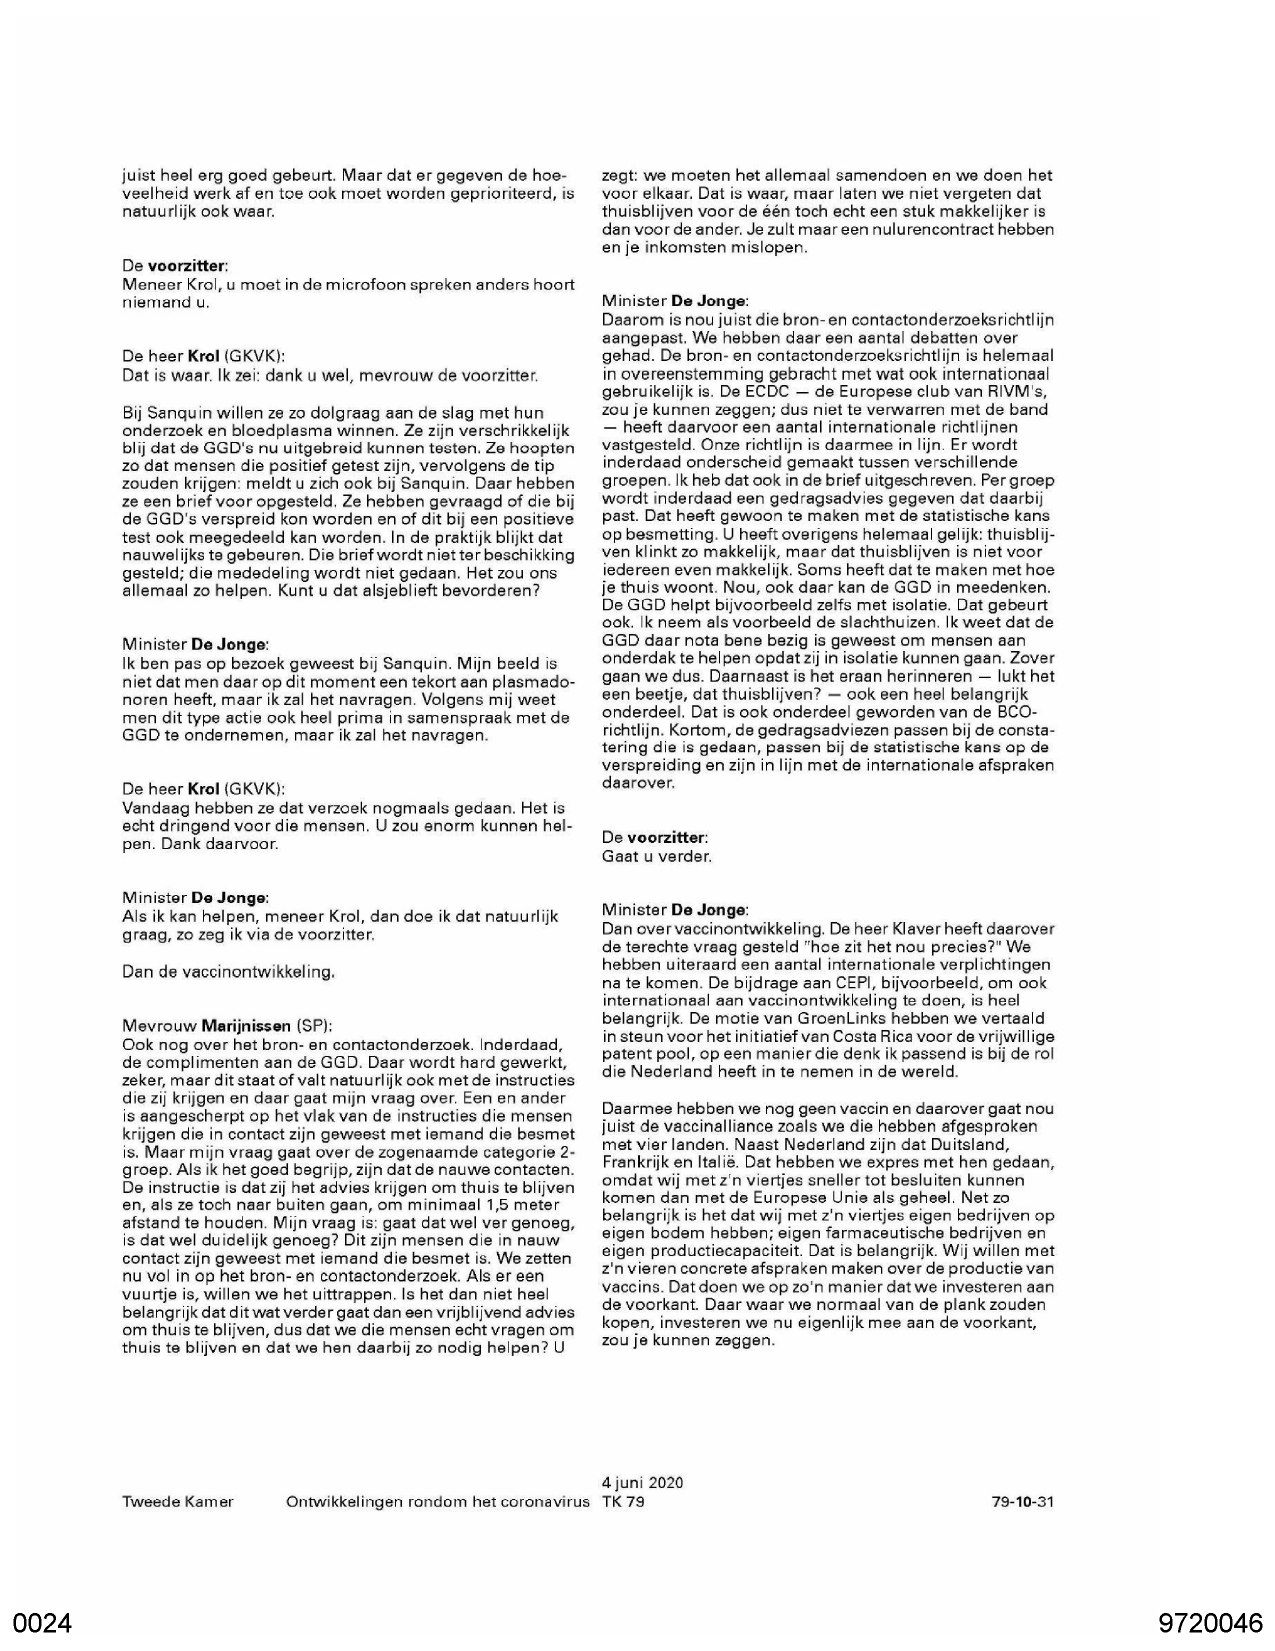 juist heel erg goed gebeurt. Maar dat er gegeven de hoe-
veelheid werk af en toe ook moet worden geprioriteerd, is
natuurlijk ook waar.
De voorzitter:
Meneer Krol, u moet in de microfoon spreken anders hoort
niemand u.
De heer Krol (GKVK):
Dat is waar. Ik zei: dank u wel, mevrouw de voorzitter.
Bij Sanquin willen ze zo dolgraag aan de slag met hun
onderzoek en bloedplasma winnen. Ze zijn verschrikkelijk
blij dat de GGD's nu uitgebreid kunnen testen. Ze hoopten
zo dat mensen die positief getest zijn, vervolgens de tip
zouden krijgen: meldt u zich ook bij Sanquin. Daar hebben
ze een brief voor opgesteld. Ze hebben gevraagd of die bij
de GGD's verspreid kon worden en of dit bij een positieve
test ook meegedeeld kan worden. In de praktijk blijkt dat
nauwelijks te gebeuren. Die brief wordt niet ter beschikking
gesteld; die mededeling wordt niet gedaan. Het zou ons
allemaal zo helpen. Kunt u dat alsjeblieft bevorderen?
Minister De Jonge:
Ik ben pas op bezoek geweest bij Sanquin. Mijn beeld is
niet dat men daar op dit moment een tekort aan plasmado-
noren heeft, maar ik zal het navragen. Volgens mij weet
men dit type actie ook heel prima in samenspraak met de
GGD te ondernemen, maar ik zal het navragen.
De heer Krol (GKVK):
Vandaag hebben ze dat verzoek nogmaals gedaan. Het is
echt dringend voor die mensen. U zou enorm kunnen hel-
pen. Dank daarvoor.
Minister De Jonge:
Als ik kan helpen, meneer Krol, dan doe ik dat natuurlijk
graag, zo zeg ik via de voorzitter.
Dan de vaccinontwikkeling.
Mevrouw Marijnissen (SP):
Ook nog over het bron- en contactonderzoek. Inderdaad,
de complimenten aan de GGD. Daar wordt hard gewerkt,
zeker, maar dit staat of valt natuurlijk ook met de instructies
die zij krijgen en daar gaat mijn vraag over. Een en ander
is aangescherpt op het vlak van de instructies die mensen
krijgen die in contact zijn geweest met iemand die besmet
is. Maar mijn vraag gaat over de zogenaamde categorie 2-
groep. Als ik het goed begrijp, zijn dat de nauwe contacten.
De instructie is dat zij het advies krijgen om thuis te blijven
en, als ze toch naar buiten gaan, om minimaal 1,5 meter
afstand te houden. Mijn vraag is: gaat dat wel ver genoeg,
is dat wel duidelijk genoeg? Dit zijn mensen die in nauw
contact zijn geweest met iemand die besmet is. We zetten
nu vol in op het bron- en contactonderzoek. Als er een
vuurtje is, willen we het uittrappen. Is het dan niet heel
belangrijk dat dit wat verder gaat dan een vrijblijvend advies
om thuis te blijven, dus dat we die mensen echt vragen om
thuis te blijven en dat we hen daarbij zo nodig helpen? U
zegt: we moeten het allemaal samendoen en we doen het
voor elkaar. Dat is waar, maar laten we niet vergeten dat
thuisblijven voor de één toch echt een stuk makkelijker is
dan voor de ander. Je zult maar een nulurencontract hebben
en je inkomsten mislopen.
Minister De Jonge:
Daarom is nou juist die bron- en contactonderzoeksrichtlijn
aangepast. We hebben daar een aantal debatten over
gehad. De bron- en contactonderzoeksrichtlijn is helemaal
in overeenstemming gebracht met wat ook internationaal
gebruikelijk is. De ECDC — de Europese club van RIVM's,
zou je kunnen zeggen; dus niet te verwarren met de band
— heeft daarvoor een aantal internationale richtlijnen
vastgesteld. Onze richtlijn is daarmee in lijn. Er wordt
inderdaad onderscheid gemaakt tussen verschillende
groepen. Ik heb dat ook in de brief uitgeschreven. Per groep
wordt inderdaad een gedragsadvies gegeven dat daarbij
past. Dat heeft gewoon te maken met de statistische kans
op besmetting. U heeft overigens helemaal gelijk: thuisblij-
ven klinkt zo makkelijk, maar dat thuisblijven is niet voor
iedereen even makkelijk. Soms heeft dat te maken met hoe
je thuis woont. Nou, ook daar kan de GGD in meedenken.
De GGD helpt bijvoorbeeld zelfs met isolatie. Dat gebeurt
ook. Ik neem als voorbeeld de slachthuizen. Ik weet dat de
GGD daar nota bene bezig is geweest om mensen aan
onderdak te helpen opdat zij in isolatie kunnen gaan. Zover
gaan we dus. Daarnaast is het eraan herinneren — lukt het
een beetje, dat thuisblijven? — ook een heel belangrijk
onderdeel. Dat is ook onderdeel geworden van de BCO-
richtlijn. Kortom, de gedragsadviezen passen bij de consta-
tering die is gedaan, passen bij de statistische kans op de
verspreiding en zijn in lijn met de internationale afspraken
daarover.
De voorzitter:
Gaat u verder.
Minister De Jonge:
Dan over vaccinontwikkeling. De heer Klaver heeft daarover
de terechte vraag gesteld "hoe zit het nou precies?" We
hebben uiteraard een aantal internationale verplichtingen
na te komen. De bijdrage aan CEPI, bijvoorbeeld, om ook
internationaal aan vaccinontwikkeling te doen, is heel
belangrijk. De motie van GroenLinks hebben we vertaald
in steun voor het initiatief van Costa Rica voor de vrijwillige
patent pool, op een manier die denk ik passend is bij de rol
die Nederland heeft in te nemen in de wereld.
Daarmee hebben we nog geen vaccin en daarover gaat nou
juist de vaccinalliance zoals we die hebben afgesproken
met vier landen. Naast Nederland zijn dat Duitsland,
Frankrijk en Italië. Dat hebben we expres met hen gedaan,
omdat wij met z'n viertjes sneller tot besluiten kunnen
komen dan met de Europese Unie als geheel. Net zo
belangrijk is het dat wij met z'n viertjes eigen bedrijven op
eigen bodem hebben; eigen farmaceutische bedrijven en
eigen productiecapaciteit. Dat is belangrijk. Wij willen met
z'n vieren concrete afspraken maken over de productie van
vaccins. Dat doen we op zo'n manier dat we investeren aan
de voorkant. Daar waar we normaal van de plank zouden
kopen, investeren we nu eigenlijk mee aan de voorkant,
zou je kunnen zeggen.
4 juni 2020
Tweede Kamer Ontwikkelingen rondom het coronavirus TK 79 79-10-31
0024 9720046